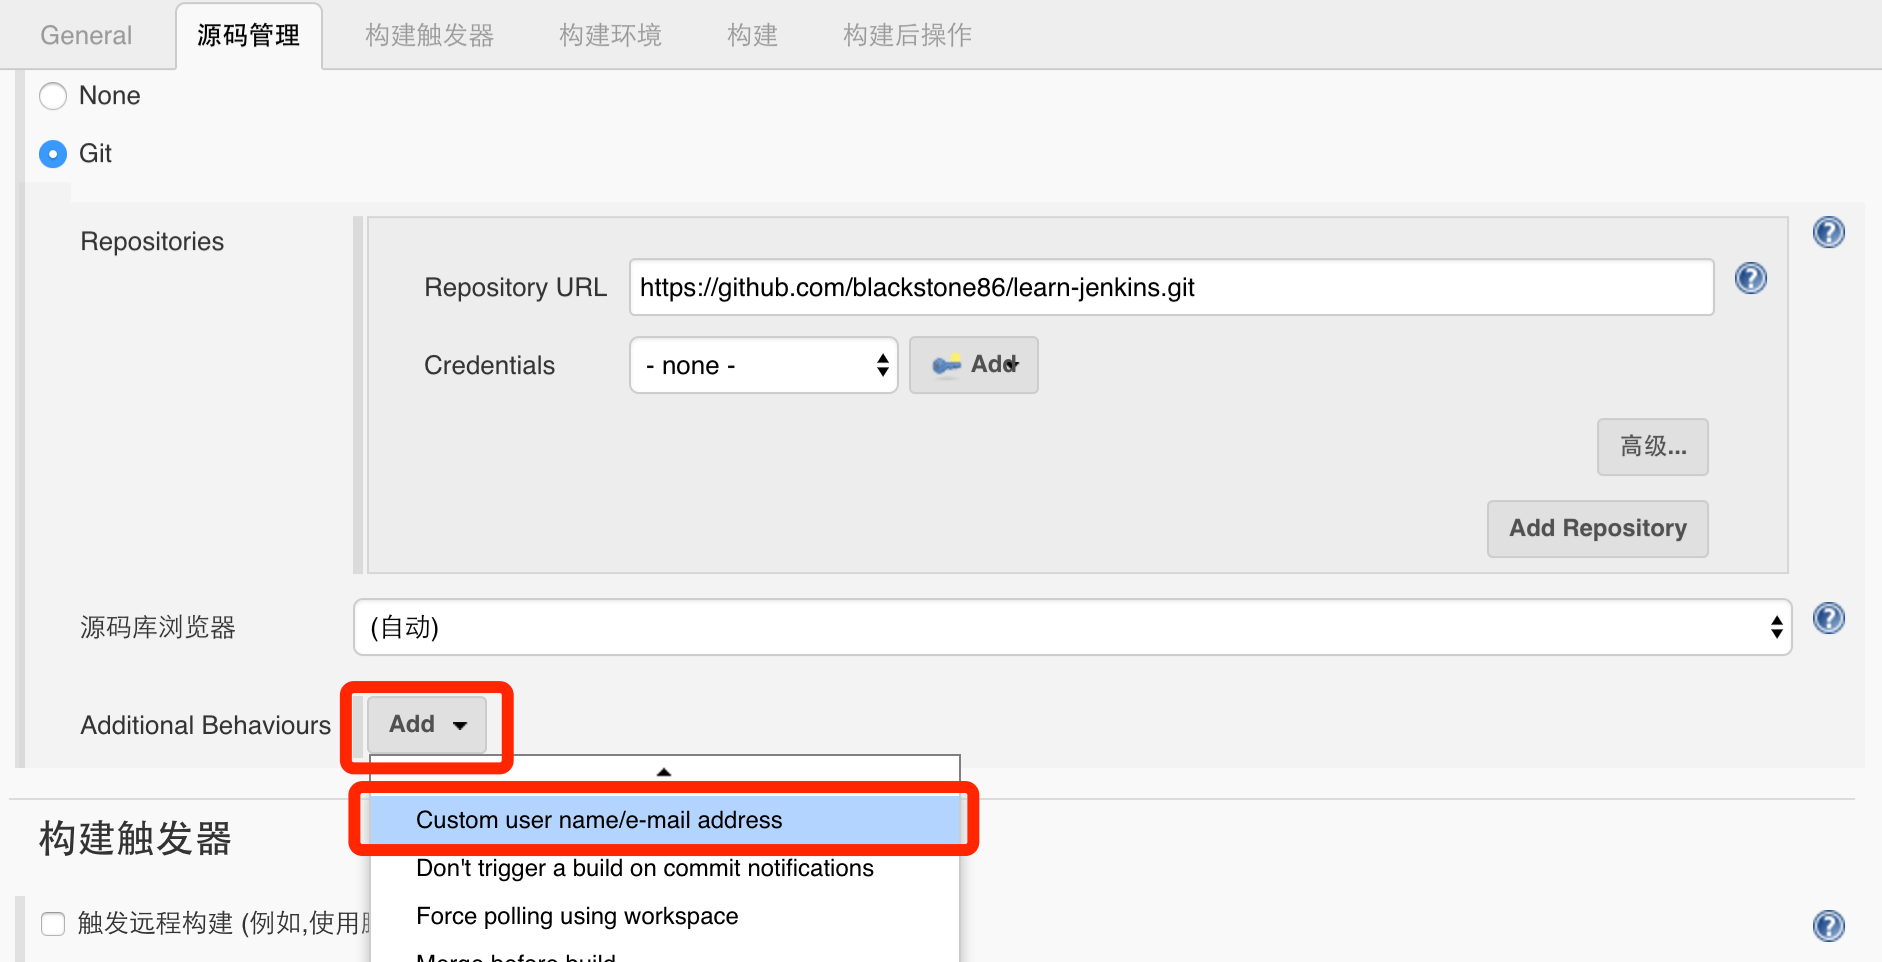 General 源码管理 构建触发器 构建环境 构建 构建后操作
None
Git
Repositories
Repository URL https://github.com/blackstone86/learn-jenkins.git
Credentials - none - Add
高级...
Add Repository
源码库浏览器 (自动)
Additional Behaviours Add
Custom user name/e-mail address
构建触发器
Don't trigger a build on commit notifications
Force polling using workspace
触发远程构建 (例如,使用
Merge before build